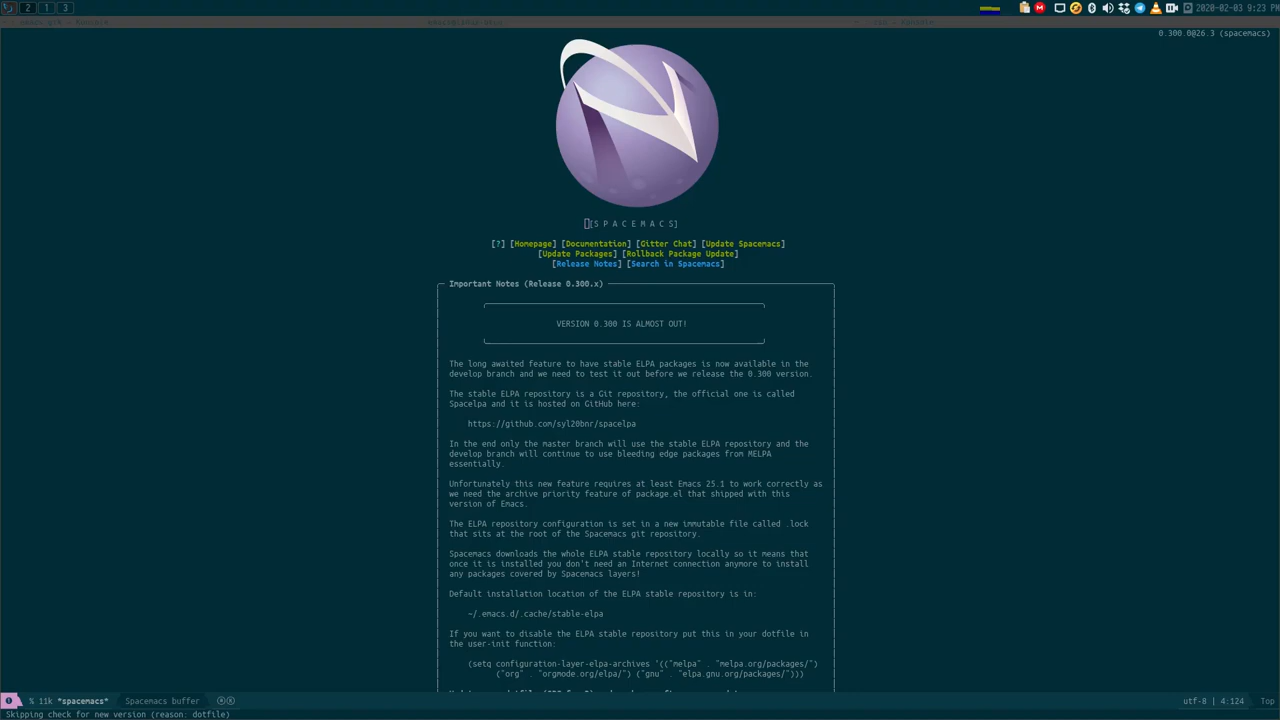 2 1 3
2020-02-03 9:23 PM
0.300.0@26.3 (spacemacs)
[S P A C E M A C S]
[?] [Homepage] [Documentation] [Gitter Chat] [Update Spacemacs]
[Update Packages] [Rollback Package Update]
[Release Notes] [Search in Spacemacs]
Important Notes (Release 0.300.x)
VERSION 0.300 IS ALMOST OUT!
The long awaited feature to have stable ELPA packages is now available in the
develop branch and we need to test it out before we release the 0.300 version.
The stable ELPA repository is a Git repository, the official one is called
Spacelpa and it is hosted on GitHub here:
https://github.com/syl20bnr/spacelpa
In the end only the master branch will use the stable ELPA repository and the
develop branch will continue to use bleeding edge packages from MELPA
essentially.
Unfortunately this new feature requires at least Emacs 25.1 to work correctly as
we need the archive priority feature of package.el that shipped with this
version of Emacs.
The ELPA repository configuration is set in a new immutable file called .lock
that sits at the root of the Spacemacs git repository.
Spacemacs downloads the whole ELPA stable repository locally so it means that
once it is installed you don't need an Internet connection anymore to install
any packages covered by Spacemacs layers!
Default installation location of the ELPA stable repository is in:
~/.emacs.d/.cache/stable-elpa
If you want to disable the ELPA stable repository put this in your dotfile in
the user-init function:
(setq configuration-layer-elpa-archives '(("melpa" . "melpa.org/packages/")
("org" . "orgmode.org/elpa/") ("gnu" . "elpa.gnu.org/packages/")))
% 11k *spacemacs* Spacemacs buffer utf-8 | 4:124 Top
Skipping check for new version (reason: dotfile)